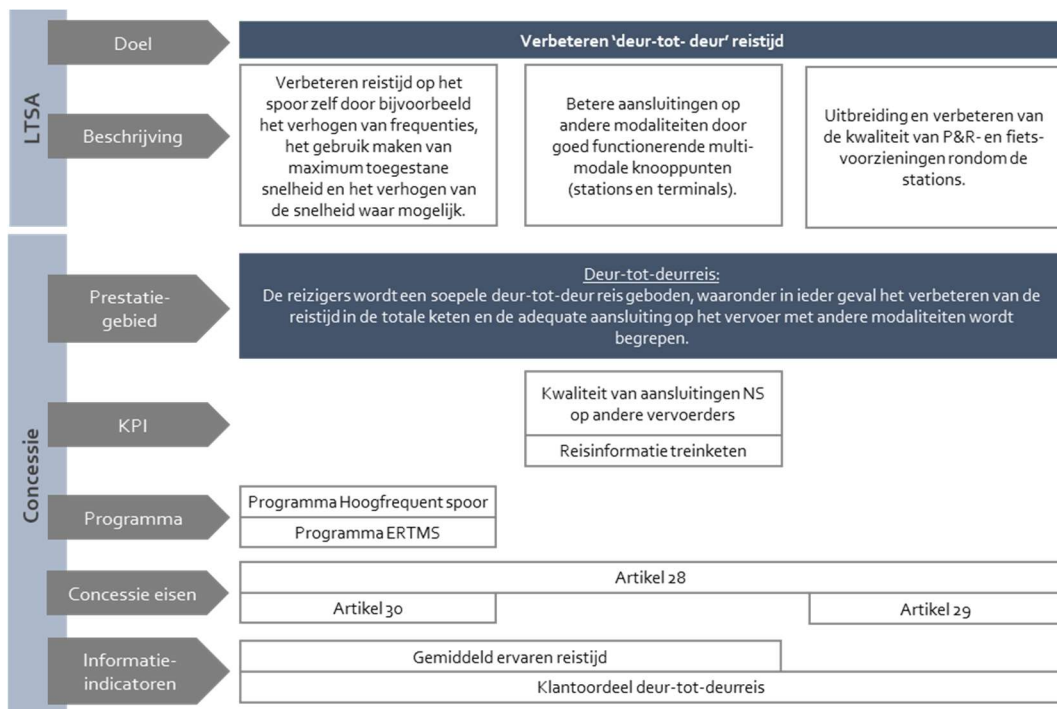 LTSA
Doel
Verbeteren ‘deur-tot- deur’ reistijd
Beschrijving
Verbeteren reistijd op het
spoor zelf door bijvoorbeeld
het verhogen van frequenties,
het gebruik maken van
maximum toegestane
snelheid en het verhogen van
de snelheid waar mogelijk.
Betere aansluitingen op
andere modaliteiten door
goed functionerende multi-
modale knooppunten
(stations en terminals).
Uitbreiding en verbeteren van
de kwaliteit van P&R- en fiets-
voorzieningen rondom de
stations.
Concessie
Prestatie-
gebied
Deur-tot-deurreis:
De reizigers wordt een soepele deur-tot-deur reis geboden, waaronder in ieder geval het verbeteren van de
reistijd in de totale keten en de adequate aansluiting op het vervoer met andere modaliteiten wordt
begrepen.
KPI
Kwaliteit van aansluitingen NS
op andere vervoerders
Reisinformatie treinketen
Programma
Programma Hoogfrequent spoor
Programma ERTMS
Concessie eisen
Artikel 28
Artikel 30
Artikel 29
Informatie-
indicatoren
Gemiddeld ervaren reistijd
Klantoordeel deur-tot-deurreis